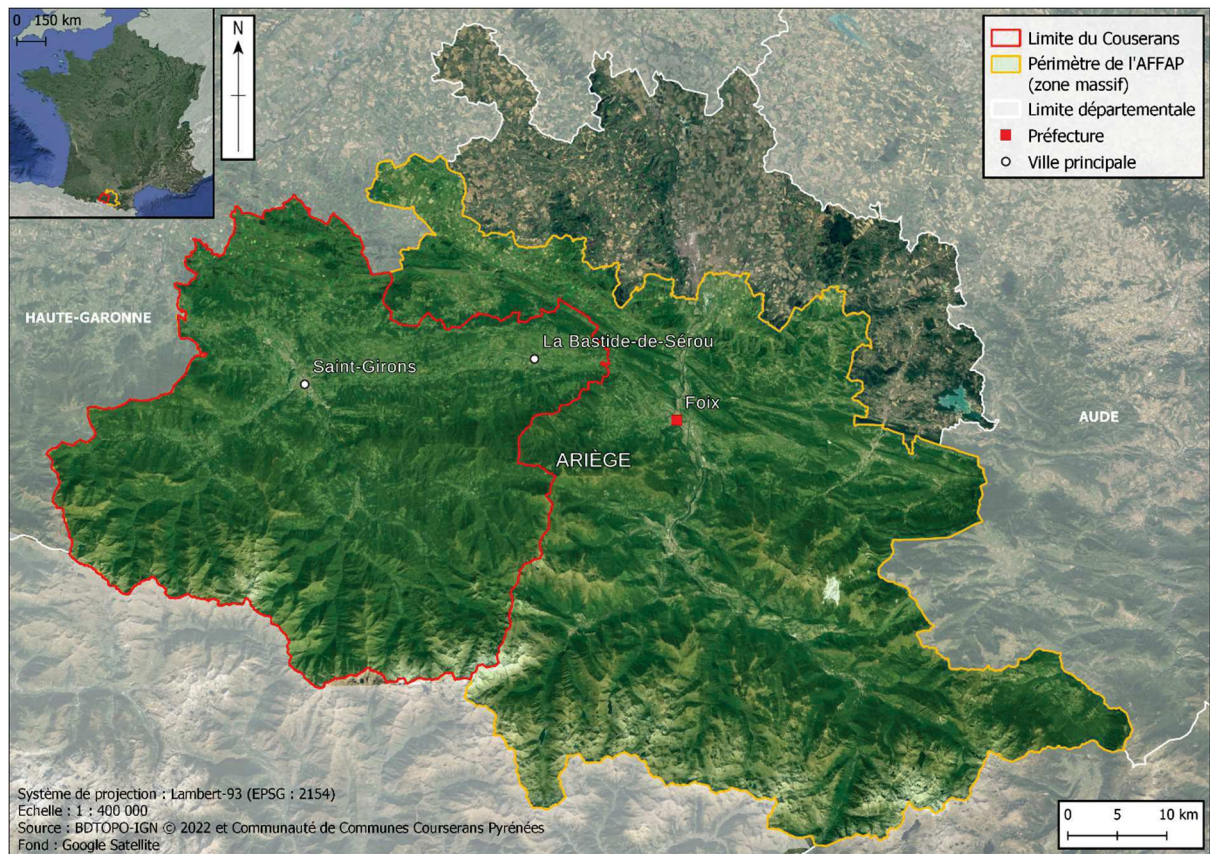 0 150 km
N
Limite du Couserans
Périmètre de l'AFFAP
(zone massif)
Limite départementale
Préfecture
Ville principale
HAUTE-GARONNE
La Bastide-de-Sérou
Saint-Girons
Foix
AUDE
ARIÈGE
Système de projection : Lambert-93 (EPSG : 2154)
Echelle : 1 : 400 000
Source : BDTOPO-IGN © 2022 et Communauté de Communes Courserans Pyrénées
Fond : Google Satellite
0 5 10 km